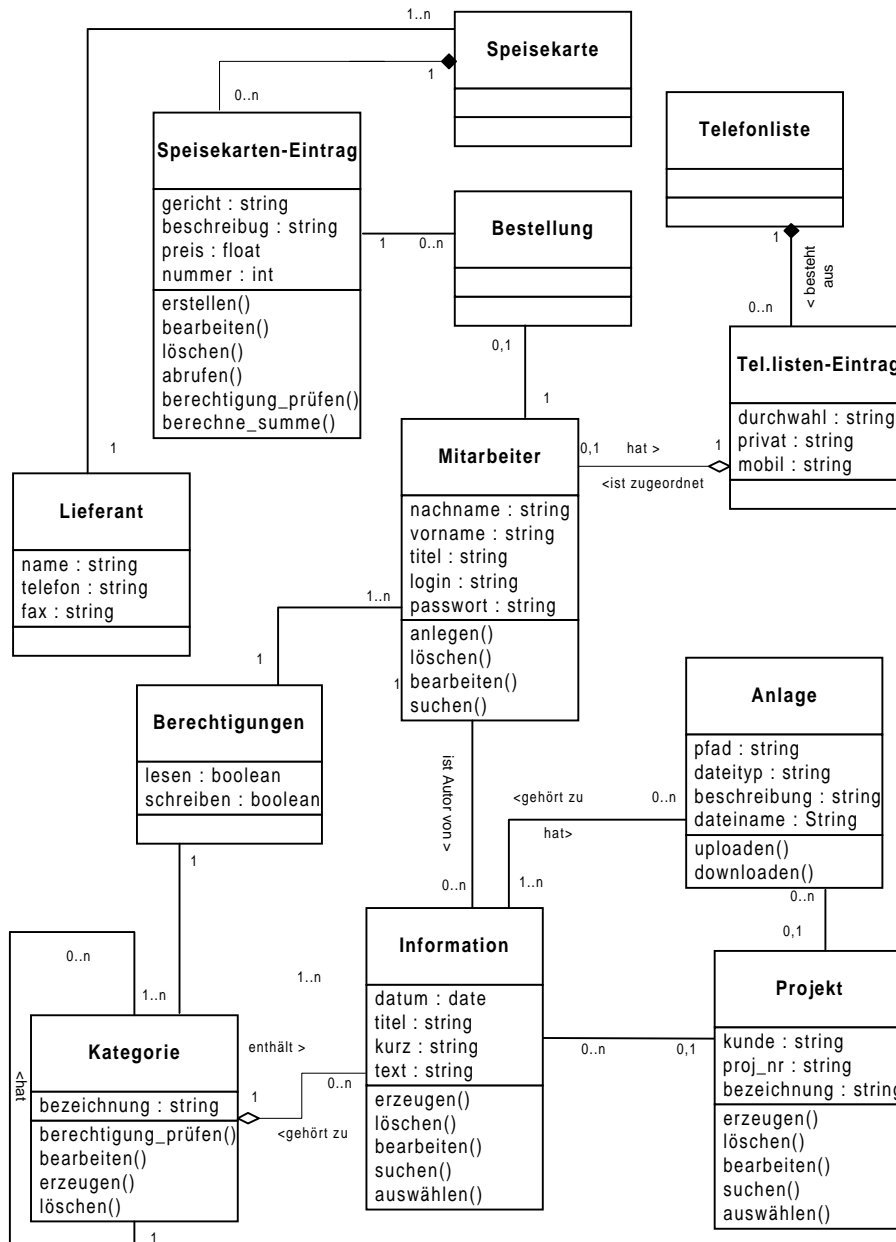 1..n
Speisekarte
1
0..n
Speisekarten-Eintrag
gericht : string
beschreibug : string
preis : float
nummer : int
erstellen()
bearbeiten()
löschen()
abrufen()
berechtigung_prüfen()
berechne_summe()
1
0..n
Bestellung
Telefonliste
1
< besteht
aus
0..n
Tel.listen-Eintrag
durchwahl : string
privat : string
mobil : string
0,1
1
Mitarbeiter
nachname : string
vorname : string
titel : string
login : string
passwort : string
anlegen()
löschen()
bearbeiten()
suchen()
0,1
hat >
1
<ist zugeordnet
1
Lieferant
name : string
telefon : string
fax : string
1..n
1
1
Berechtigungen
lesen : boolean
schreiben : boolean
1
ist Autor von >
0..n
Anlage
pfad : string
dateityp : string
beschreibung : string
dateiname : String
uploaden()
downloaden()
<gehört zu
0..n
hat>
1..n
0..n
0,1
Information
datum : date
titel : string
kurz : string
text : string
erzeugen()
löschen()
bearbeiten()
suchen()
auswählen()
0..n
0,1
Projekt
kunde : string
proj_nr : string
bezeichnung : string
erzeugen()
löschen()
bearbeiten()
suchen()
auswählen()
0..n
1..n
1..n
Kategorie
bezeichnung : string
berechtigung_prüfen()
bearbeiten()
erzeugen()
löschen()
<hat
1
enthält >
1
0..n
<gehört zu